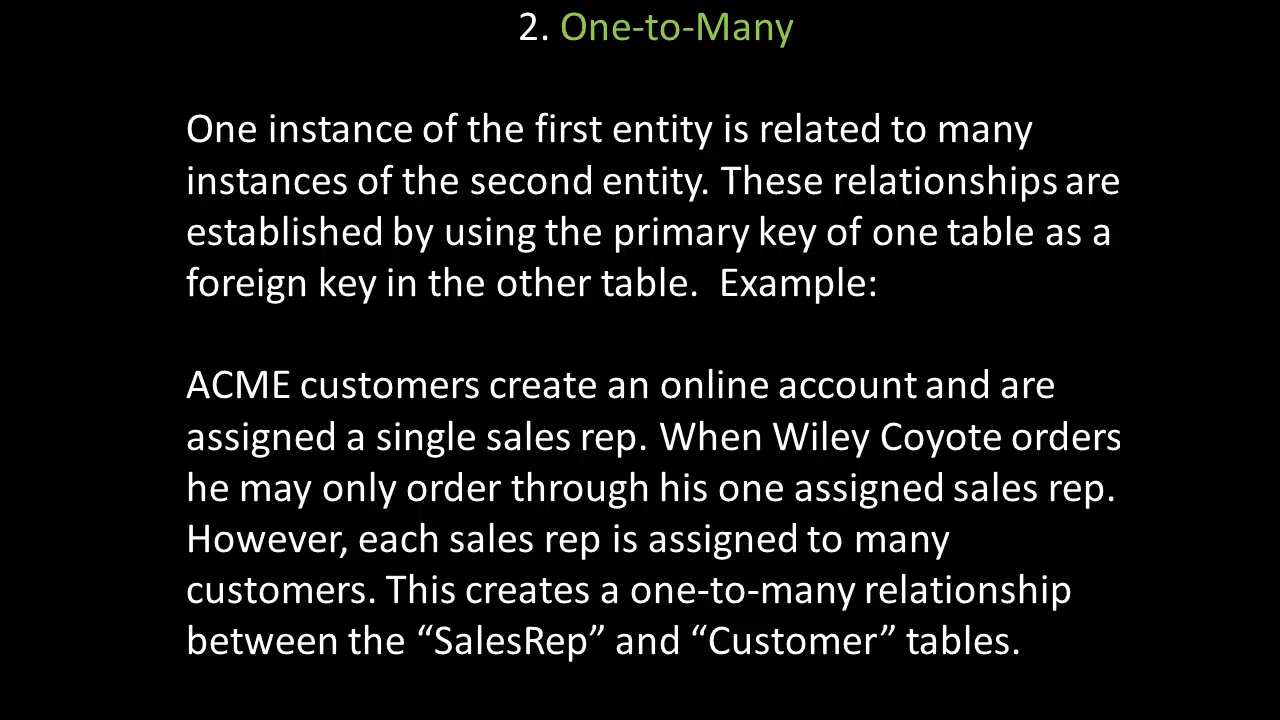 2. One-to-Many
One instance of the first entity is related to many
instances of the second entity. These relationships are
established by using the primary key of one table as a
foreign key in the other table.  Example:
ACME customers create an online account and are
assigned a single sales rep. When Wiley Coyote orders
he may only order through his one assigned sales rep.
However, each sales rep is assigned to many
customers. This creates a one-to-many relationship
between the “SalesRep” and “Customer” tables.